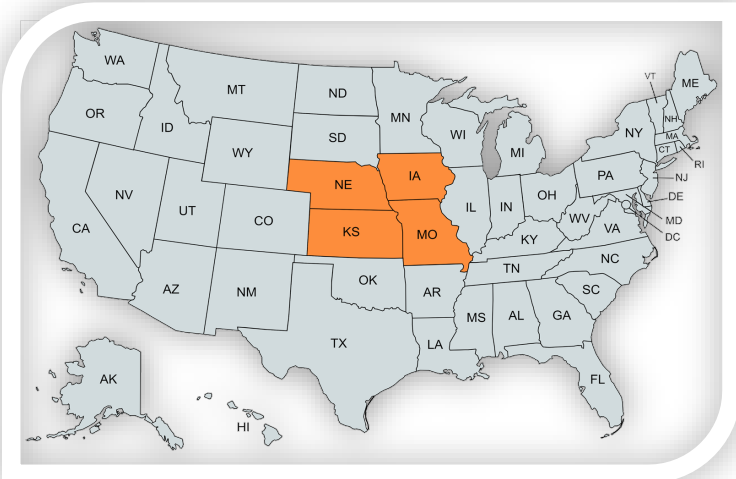 WA
MT
ND
MN
VT
ME
OR
ID
SD
WI
MI
NY
NH
MA
CT
RI
WY
NE
IA
PA
NJ
NV
UT
CO
KS
MO
IL
IN
OH
WV
VA
DE
MD
DC
CA
KY
AZ
NM
OK
AR
TN
NC
SC
TX
LA
MS
AL
GA
FL
AK
HI